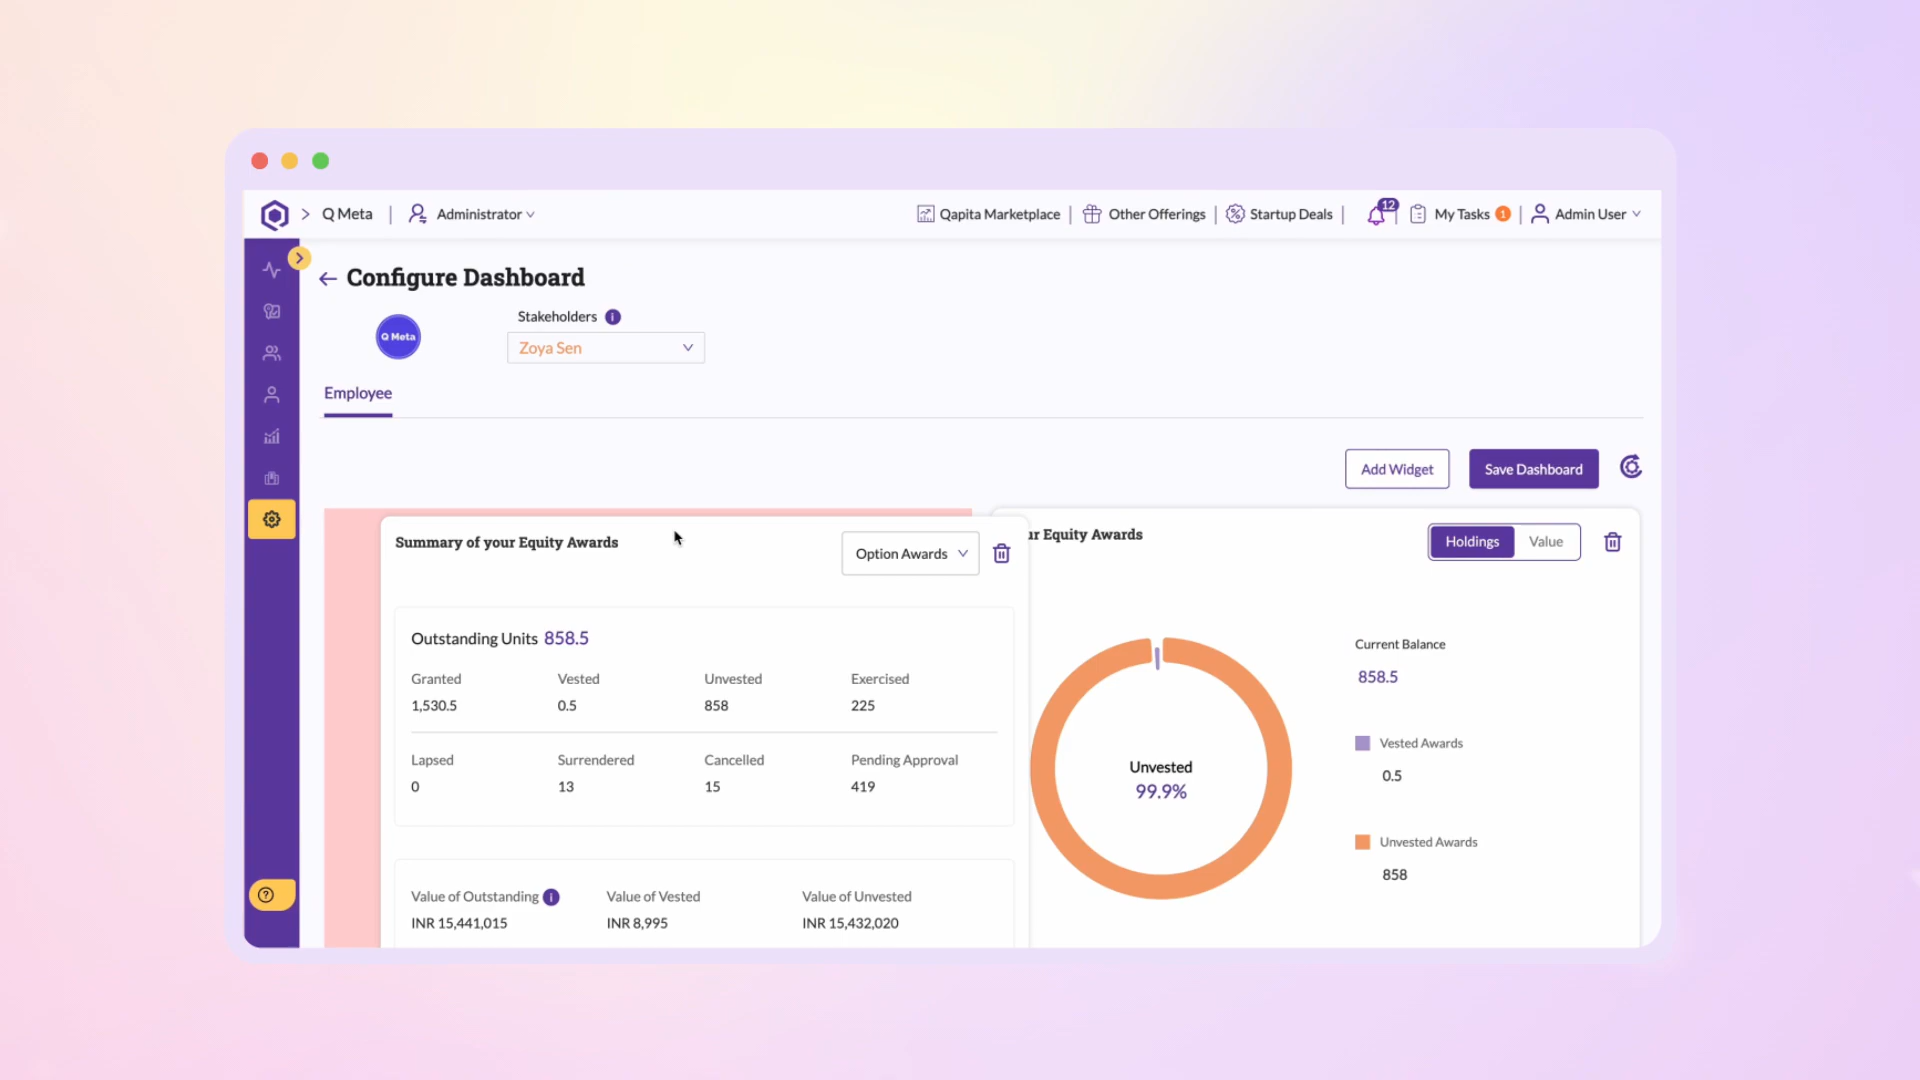 Q Meta
Administrator
Qapita Marketplace
Other Offerings
Startup Deals
12
My Tasks 1
Admin User
Configure Dashboard
Q Meta
Stakeholders i
Zoya Sen
Employee
Add Widget
Save Dashboard
Summary of your Equity Awards
Option Awards
ur Equity Awards
Holdings
Value
Outstanding Units 858.5
Granted Vested Unvested Exercised
1,530.5 0.5 858 225
Lapsed Surrendered Cancelled Pending Approval
0 13 15 419
Value of Outstanding i Value of Vested Value of Unvested
INR 15,441,015 INR 8,995 INR 15,432,020
Unvested
99.9%
Current Balance
858.5
Vested Awards
0.5
Unvested Awards
858
?